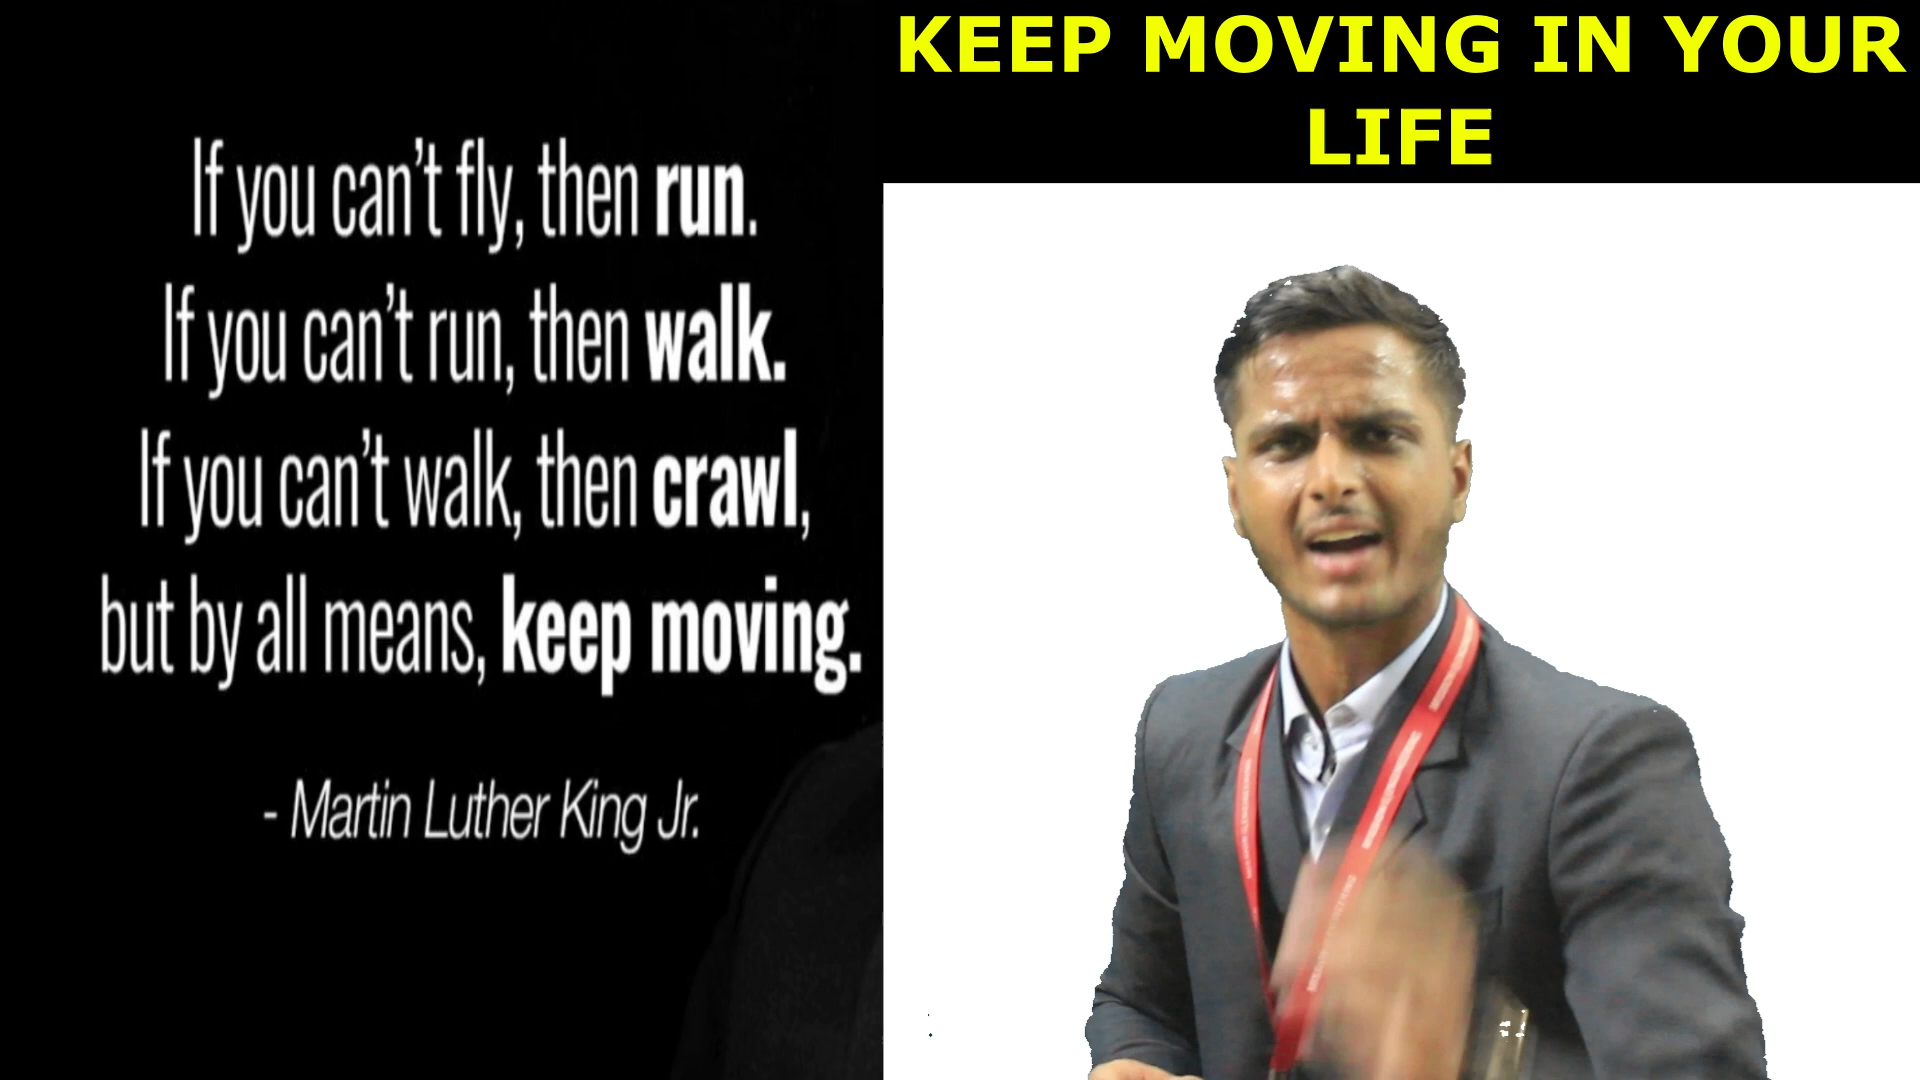 KEEP MOVING IN YOUR
LIFE
If you can't fly, then run.
If you can't run, then walk.
If you can't walk, then crawl,
but by all means, keep moving.
- Martin Luther King Jr.